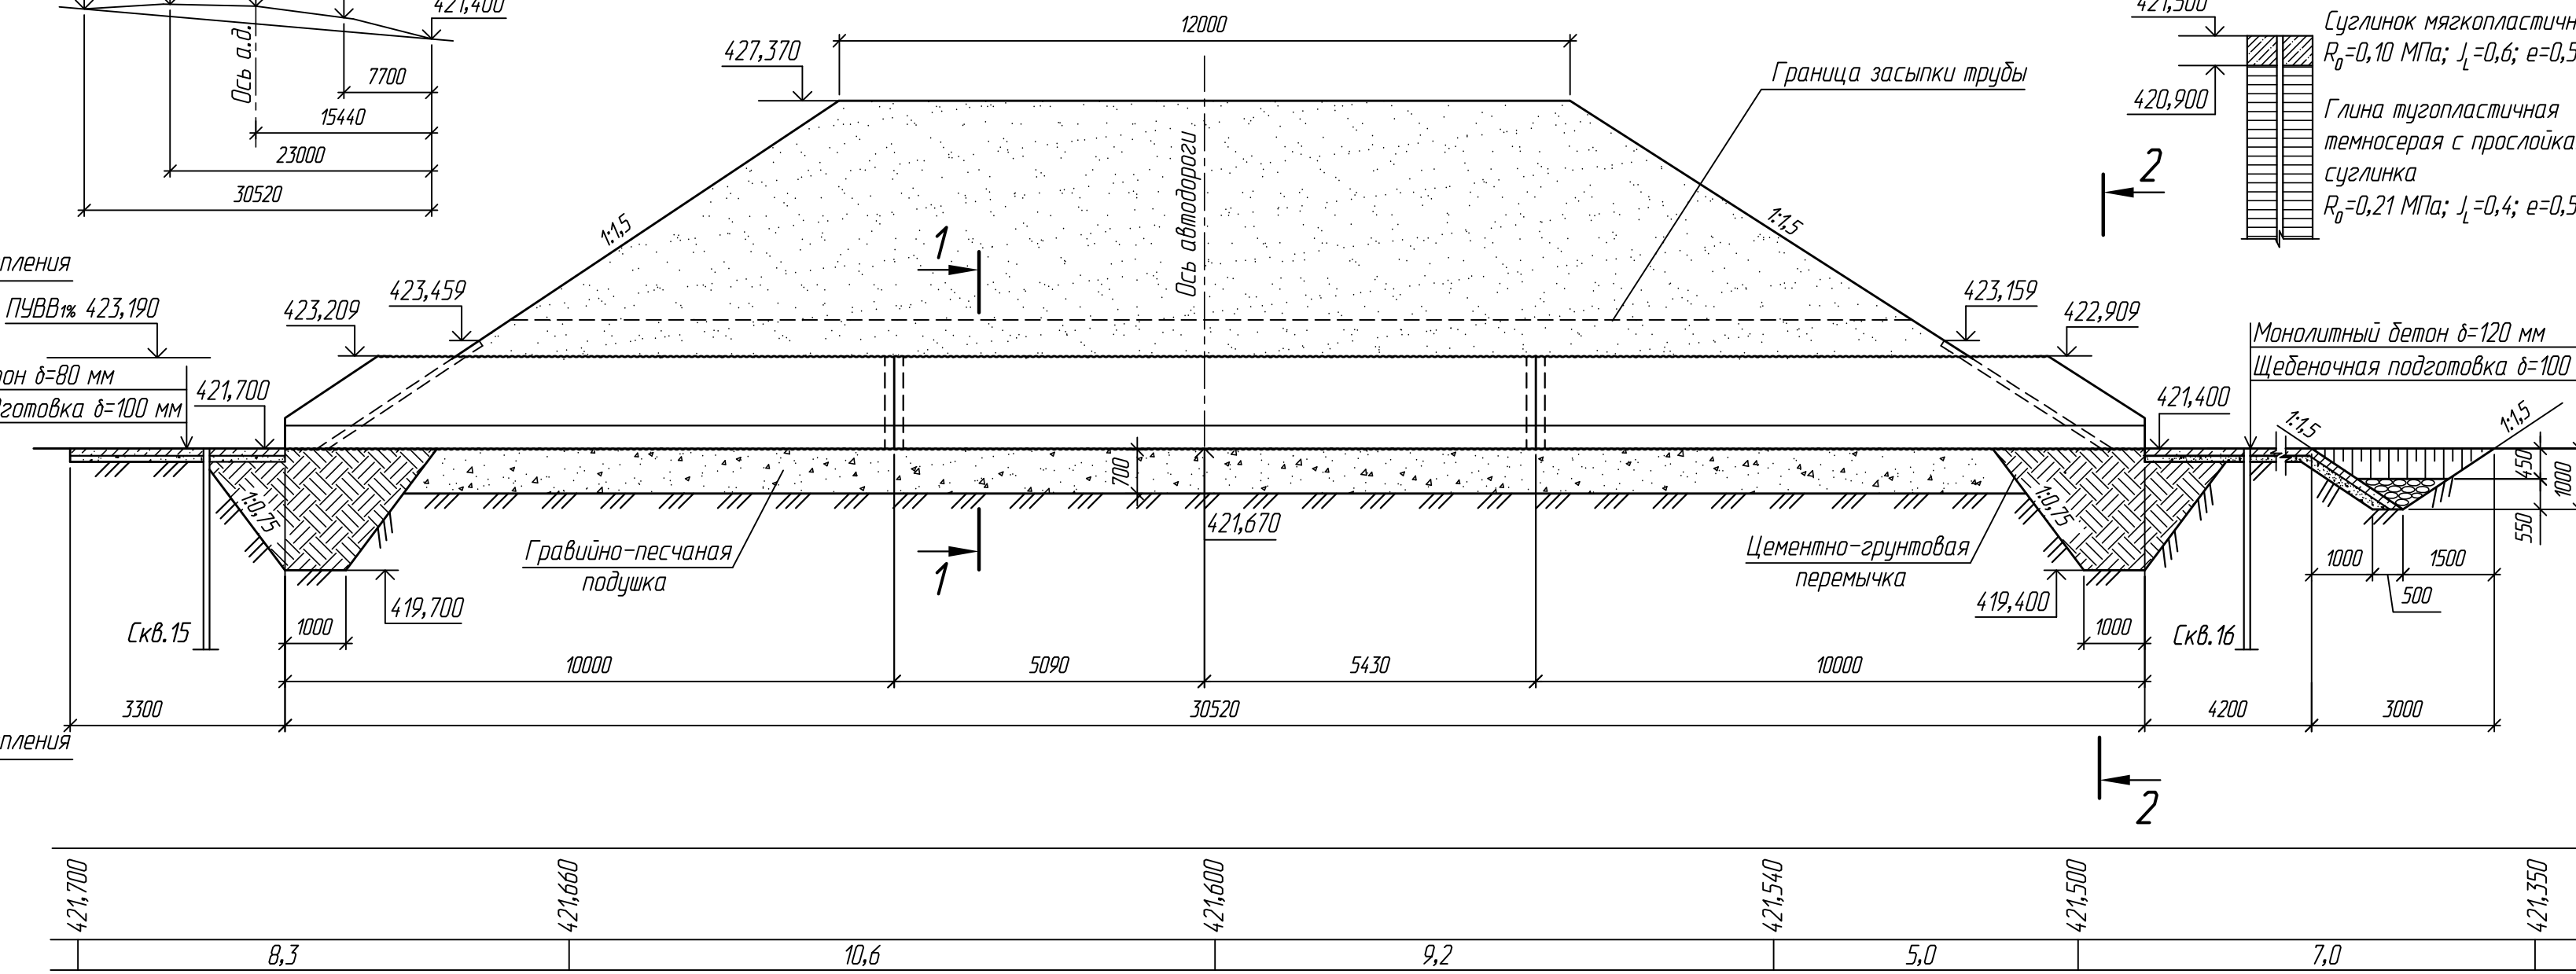 421,400
Ось а.д.
7700
15440
23000
30520
12000
427,370
Граница засыпки трубы
Ось автодороги
1:1,5
1:1,5
1
2
420,900
R0=0,10 МПа; JL=0,6; e=0,5
Глина тугопластичная
темносерая с прослойка
суглинка
R0=0,21 МПа; JL=0,4; e=0,5
Суглинок мягкопластичн
ПУВВ1% 423,190
423,209
423,459
423,159
422,909
δ=80 мм
δ=100 мм
421,700
421,400
Монолитный бетон δ=120 мм
Щебеночная подготовка δ=100
1:1,5
1:1,5
1:0,75
1:0,75
700
421,670
Гравийно-песчаная
подушка
1
Цементно-грунтовая
перемычка
450
1000
550
1000
1500
500
419,700
419,400
Скв.15
Скв.16
1000
1000
10000
5090
5430
10000
3300
30520
4200
3000
2
421,700
421,660
421,600
421,540
421,500
421,350
8,3
10,6
9,2
5,0
7,0